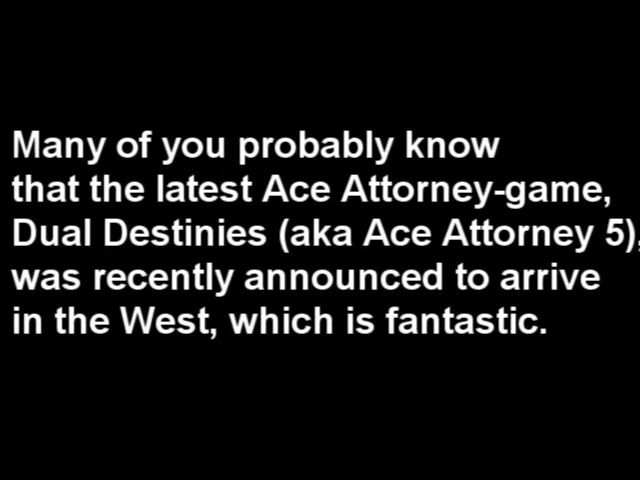 Many of you probably know
that the latest Ace Attorney-game,
Dual Destinies (aka Ace Attorney 5),
was recently announced to arrive
in the West, which is fantastic.